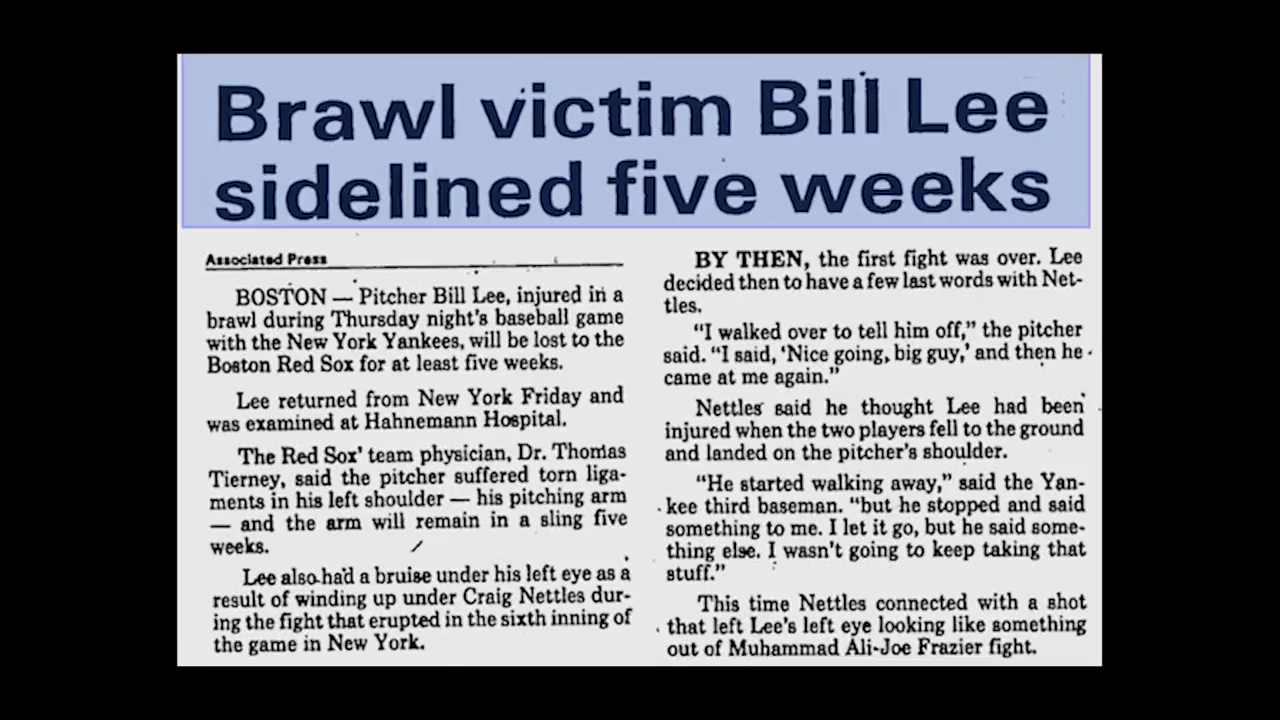 Brawl victim Bill Lee
sidelined five weeks
Associated Press
BOSTON — Pitcher Bill Lee, injured in a
brawl during Thursday night's baseball game
with the New York Yankees, will be lost to the
Boston Red Sox for at least five weeks.
Lee returned from New York Friday and
was examined at Hahnemann Hospital.
The Red Sox' team physician, Dr. Thomas
Tierney, said the pitcher suffered torn liga-
ments in his left shoulder — his pitching arm
— and the arm will remain in a sling five
weeks.
Lee also had a bruise under his left eye as a
result of winding up under Craig Nettles dur-
ing the fight that erupted in the sixth inning of
the game in New York.
BY THEN, the first fight was over. Lee
decided then to have a few last words with Net-
tles.
"I walked over to tell him off," the pitcher
said. "I said, 'Nice going, big guy,' and then he
came at me again."
Nettles said he thought Lee had been
injured when the two players fell to the ground
and landed on the pitcher's shoulder.
"He started walking away," said the Yan-
kee third baseman. "but he stopped and said
something to me. I let it go, but he said some-
thing else. I wasn't going to keep taking that
stuff."
This time Nettles connected with a shot
that left Lee's left eye looking like something
out of Muhammad Ali-Joe Frazier fight.